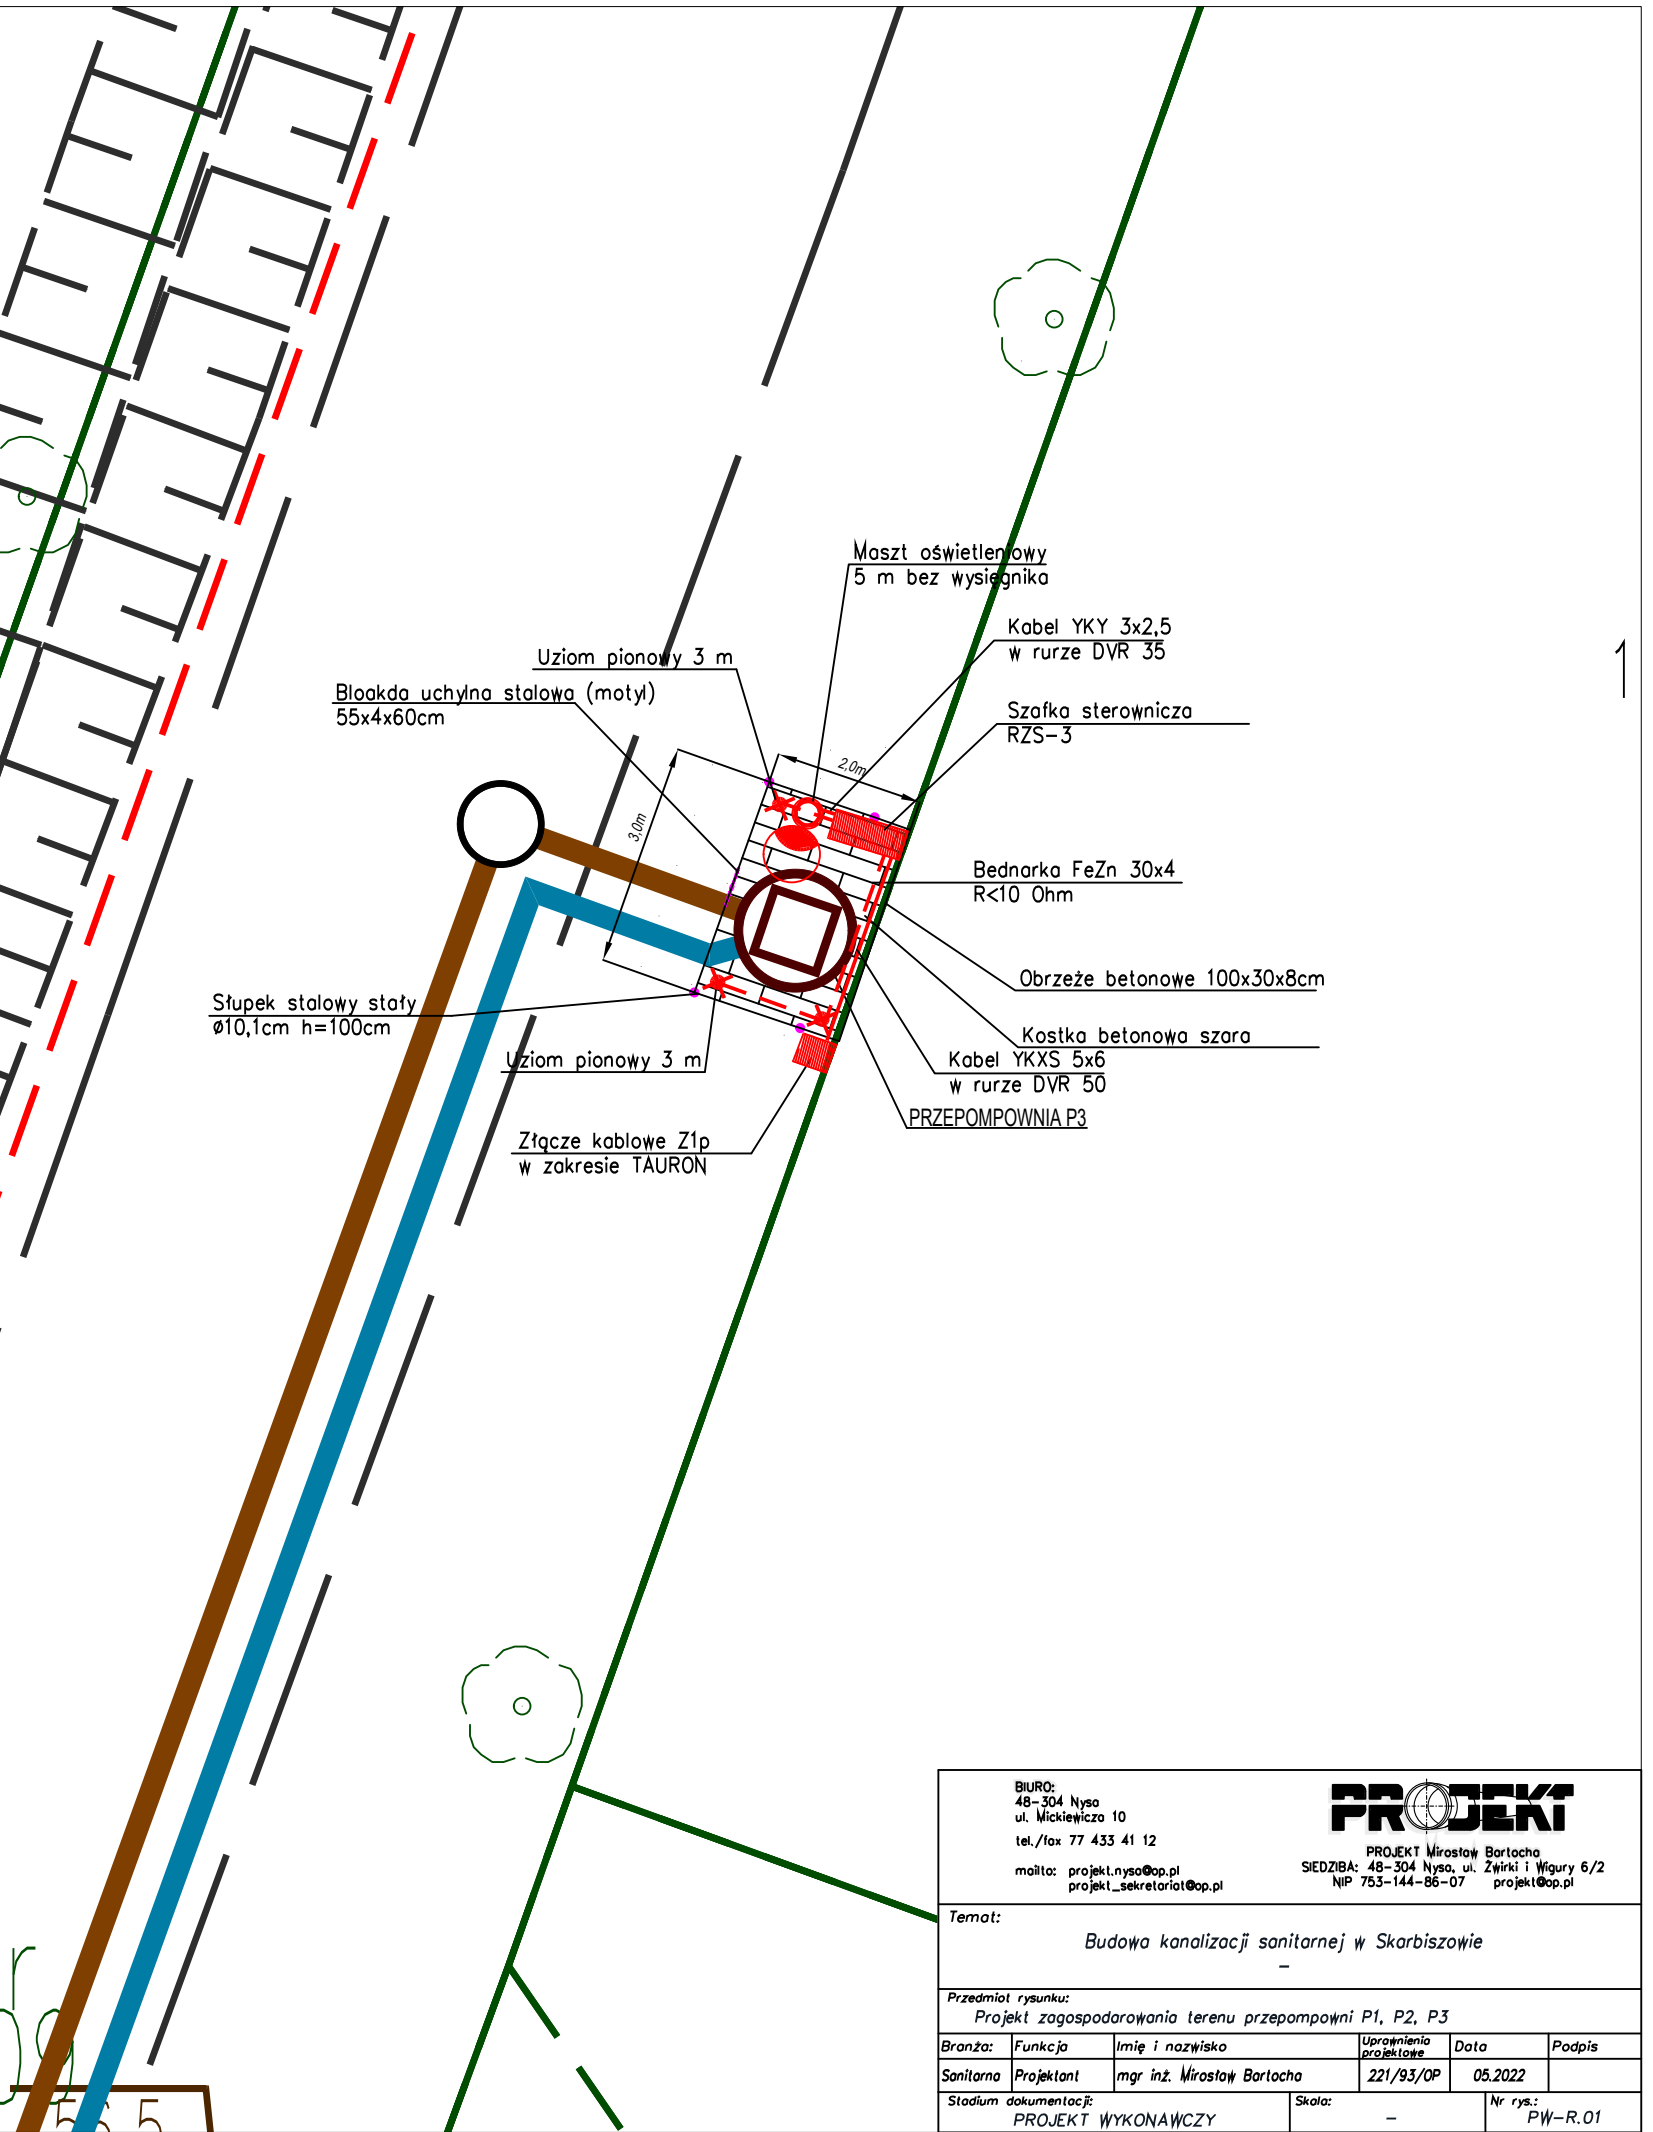 Maszt oświetleniowy
5 m bez wysięgnika
Kabel YKY 3x2,5
w rurze DVR 35
Uziom pionowy 3 m
Bloakda uchylna stalowa (motyl)
55x4x60cm
Szafka sterownicza
RZS-3
1
2,0m
3,0m
Bednarka FeZn 30x4
R<10 Ohm
Obrzeże betonowe 100x30x8cm
Słupek stalowy stały
ø10,1cm h=100cm
Kostka betonowa szara
Uziom pionowy 3 m
Kabel YKXS 5x6
w rurze DVR 50
PRZEPOMPOWNIA P3
Złącze kablowe Z1p
w zakresie TAURON
BIURO:
48-304 Nysa
ul. Mickiewicza 10
tel./fax 77 433 41 12
mailto: projekt.nysa@op.pl
projekt_sekretariat@op.pl
PROJEKT
PROJEKT Mirosław Bartocha
SIEDZIBA: 48-304 Nysa, ul. Żwirki i Wigury 6/2
NIP 753-144-86-07 projekt@op.pl
Temat:
Budowa kanalizacji sanitarnej w Skarbiszowie
-
Przedmiot rysunku:
Projekt zagospodarowania terenu przepompowni P1, P2, P3
Branża: Funkcja Imię i nazwisko Uprawnienia projektowe Data Podpis
Sanitarna Projektant mgr inż. Mirosław Bartocha 221/93/OP 05.2022
Stadium dokumentacji: Skala: Nr rys.:
PROJEKT WYKONAWCZY - PW-R.01